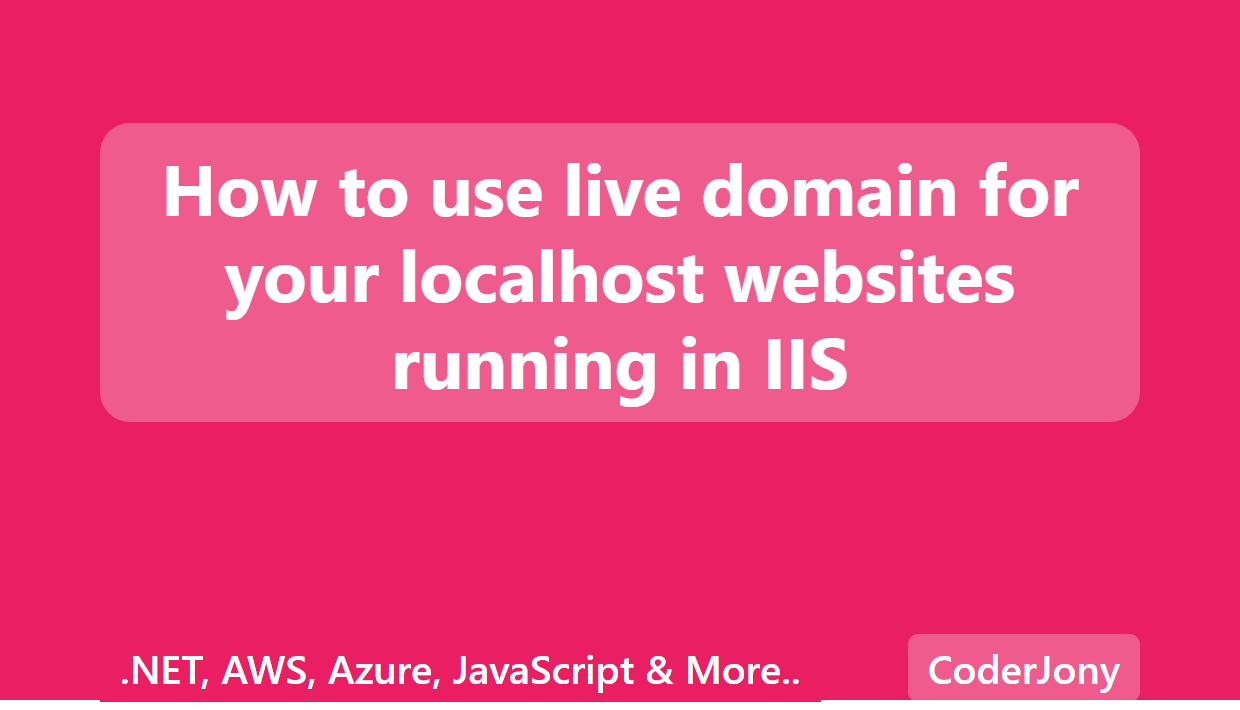 How to use live domain for
your localhost websites
running in IIS
.NET, AWS, Azure, JavaScript & More..
CoderJony